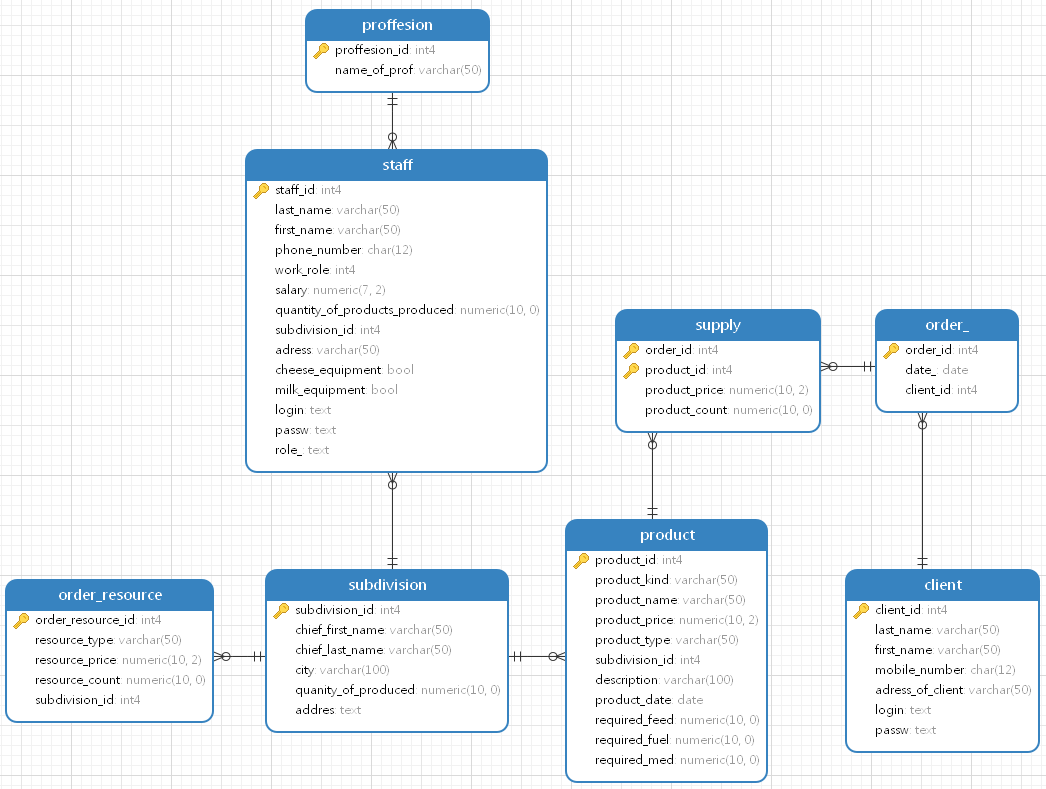 proffesion
proffesion_id: int4
name_of_prof: varchar(50)
staff
staff_id: int4
last_name: varchar(50)
first_name: varchar(50)
phone_number: char(12)
work_role: int4
salary: numeric(7, 2)
quantity_of_products_produced: numeric(10, 0)
subdivision_id: int4
adress: varchar(50)
cheese_equipment: bool
milk_equipment: bool
login: text
passw: text
role_: text
supply
order_id: int4
product_id: int4
product_price: numeric(10, 2)
product_count: numeric(10, 0)
order_
order_id: int4
date_: date
client_id: int4
order_resource
order_resource_id: int4
resource_type: varchar(50)
resource_price: numeric(10, 2)
resource_count: numeric(10, 0)
subdivision_id: int4
subdivision
subdivision_id: int4
chief_first_name: varchar(50)
chief_last_name: varchar(50)
city: varchar(100)
quanity_of_produced: numeric(10, 0)
addres: text
product
product_id: int4
product_kind: varchar(50)
product_name: varchar(50)
product_price: numeric(10, 2)
product_type: varchar(50)
subdivision_id: int4
description: varchar(100)
product_date: date
required_feed: numeric(10, 0)
required_fuel: numeric(10, 0)
required_med: numeric(10, 0)
client
client_id: int4
last_name: varchar(50)
first_name: varchar(50)
mobile_number: char(12)
adress_of_client: varchar(50)
login: text
passw: text